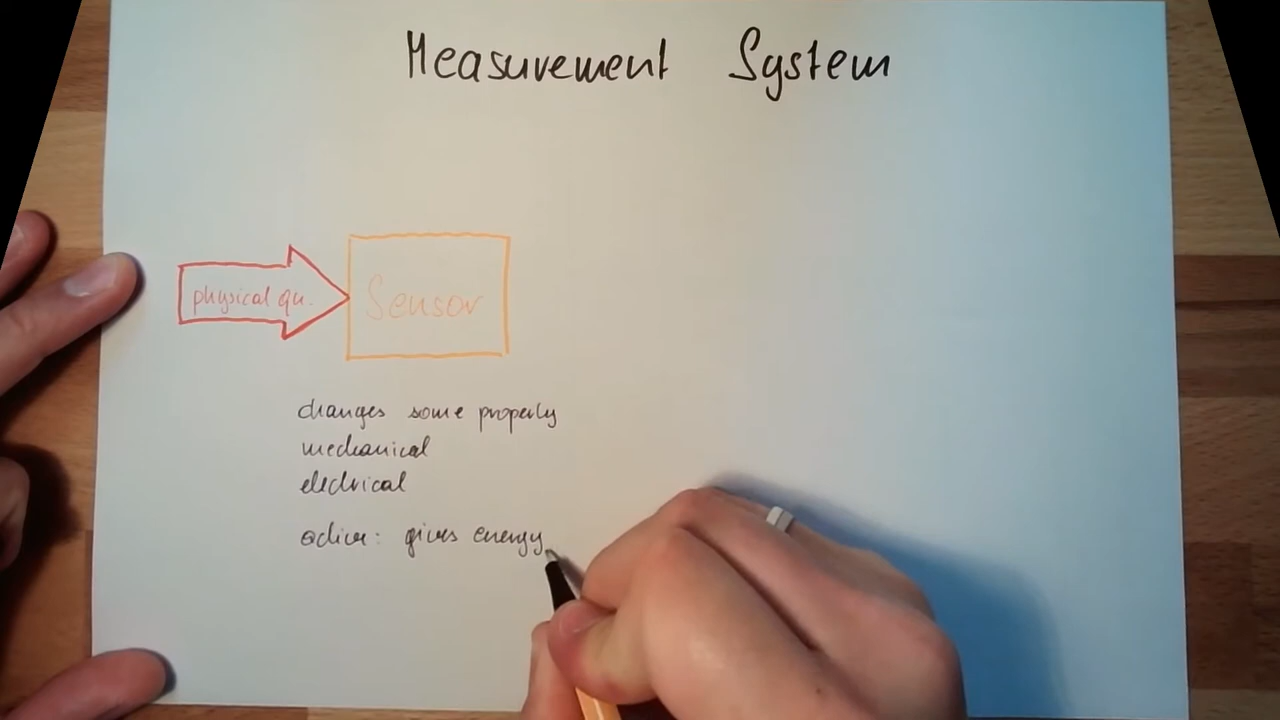 Measurement System
physical qu.
Sensor
changes some property
mechanical
electrical
active: gives energy